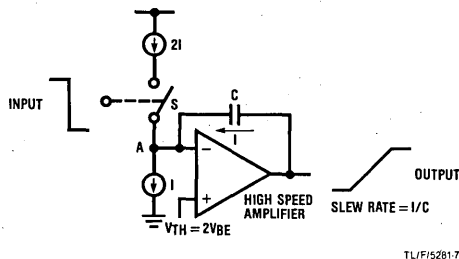 2I
INPUT
S
C
I
A
−
I
+
HIGH SPEED
AMPLIFIER
VTH = 2VBE
OUTPUT
SLEW RATE = I/C
TL/F/5281-7